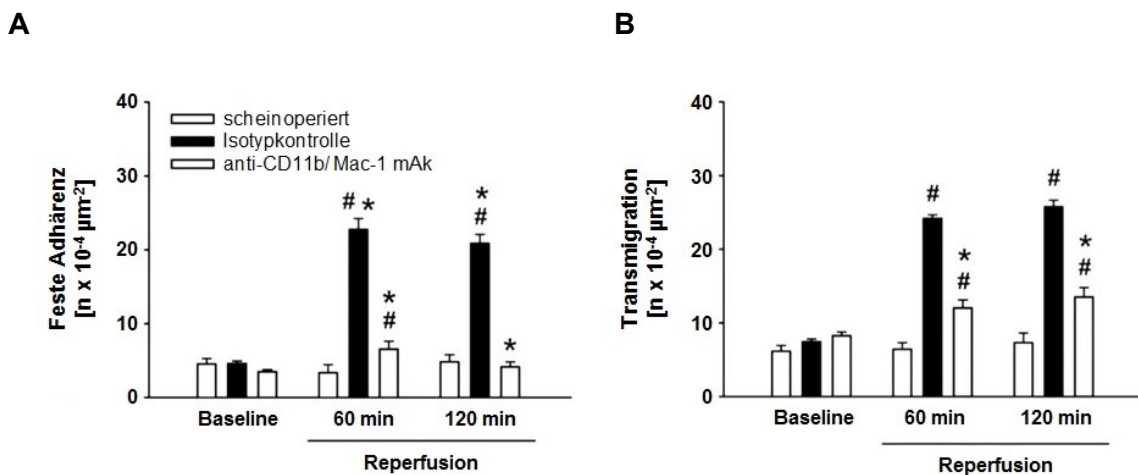 A
B
40
30
20
10
0
Feste Adhärenz
[n x 10⁻⁴ µm⁻²]
scheinoperiert
Isotypkontrolle
anti-CD11b/ Mac-1 mAk
# *
*
#
*
#
*
Baseline
60 min
120 min
Reperfusion
40
30
20
10
0
Transmigration
[n x 10⁻⁴ µm⁻²]
#
*
#
#
*
#
Baseline
60 min
120 min
Reperfusion